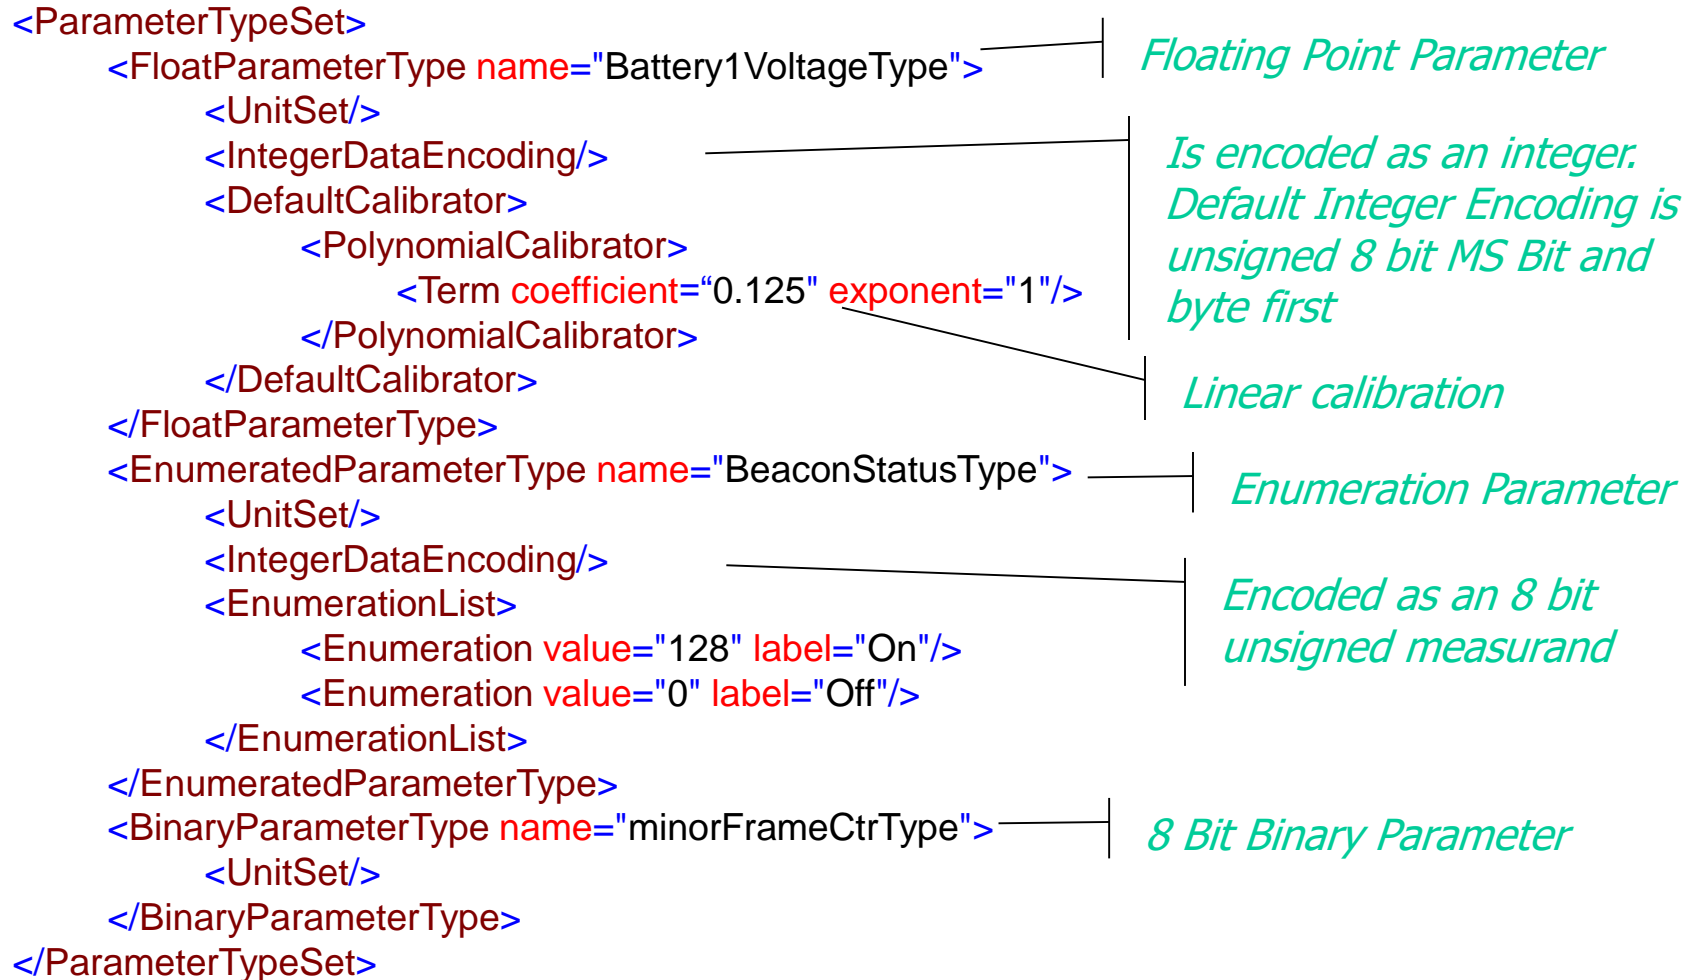 <ParameterTypeSet>
<FloatParameterType name="Battery1VoltageType">
Floating Point Parameter
<UnitSet/>
<IntegerDataEncoding/>
Is encoded as an integer.
Default Integer Encoding is
unsigned 8 bit MS Bit and
byte first
<DefaultCalibrator>
<PolynomialCalibrator>
<Term coefficient=“0.125" exponent="1"/>
Linear calibration
</PolynomialCalibrator>
</DefaultCalibrator>
</FloatParameterType>
<EnumeratedParameterType name="BeaconStatusType">
Enumeration Parameter
<UnitSet/>
<IntegerDataEncoding/>
Encoded as an 8 bit
unsigned measurand
<EnumerationList>
<Enumeration value="128" label="On"/>
<Enumeration value="0" label="Off"/>
</EnumerationList>
</EnumeratedParameterType>
<BinaryParameterType name="minorFrameCtrType">
8 Bit Binary Parameter
<UnitSet/>
</BinaryParameterType>
</ParameterTypeSet>